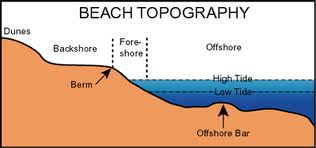 BEACH TOPOGRAPHY
Dunes
Backshore
Fore-
shore
Offshore
High Tide
Low Tide
Berm
Offshore Bar